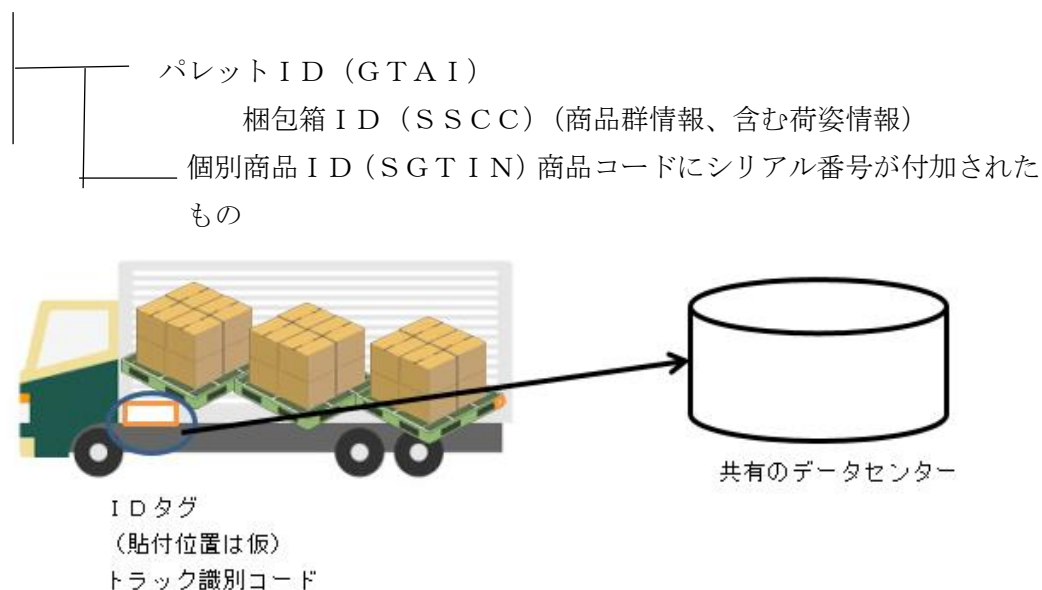 パレットＩＤ（ＧＴＡＩ）
梱包箱ＩＤ（ＳＳＣＣ）（商品群情報、含む荷姿情報）
個別商品ＩＤ（ＳＧＴＩＮ）商品コードにシリアル番号が付加された
もの
共有のデータセンター
ＩＤタグ
（貼付位置は仮）
トラック識別コード